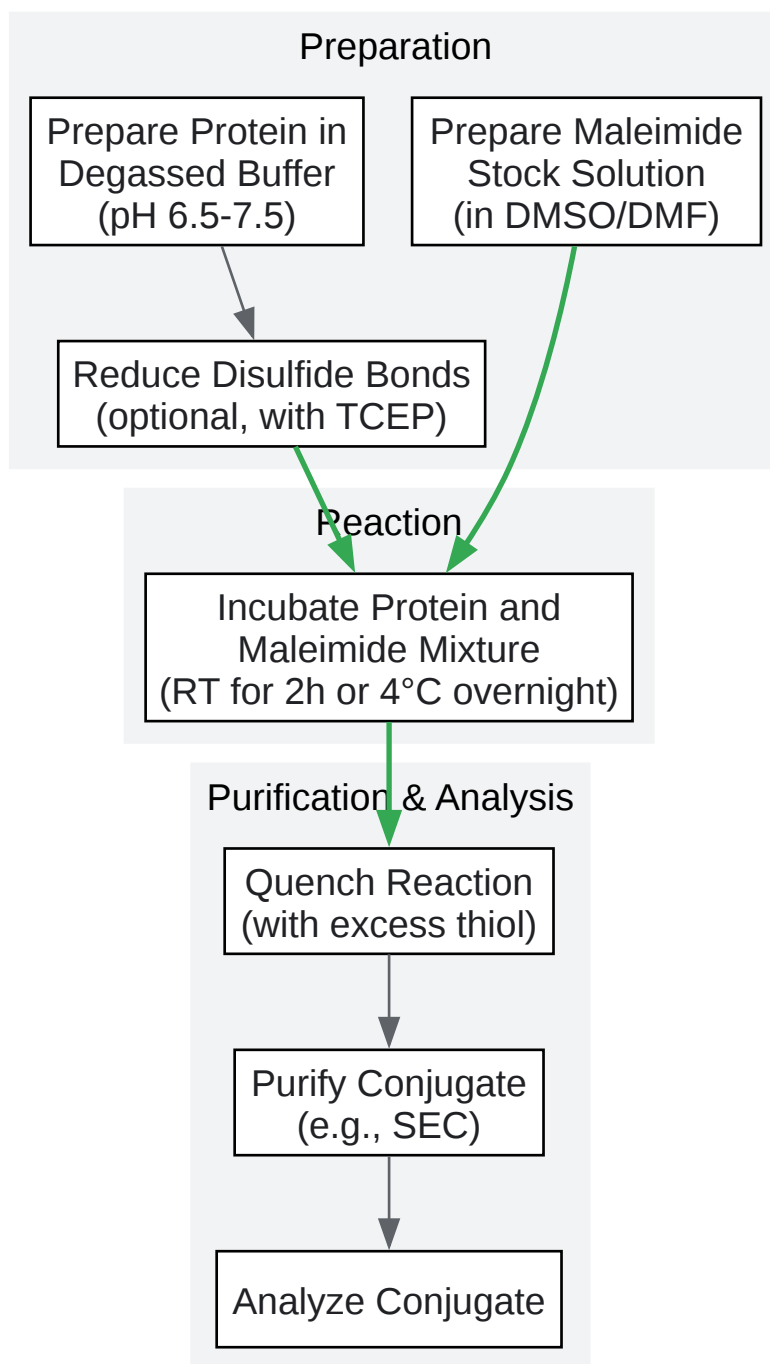 Preparation
Prepare Protein in
Degassed Buffer
(pH 6.5-7.5)
Prepare Maleimide
Stock Solution
(in DMSO/DMF)
Reduce Disulfide Bonds
(optional, with TCEP)
Reaction
Incubate Protein and
Maleimide Mixture
(RT for 2h or 4°C overnight)
Purification & Analysis
Quench Reaction
(with excess thiol)
Purify Conjugate
(e.g., SEC)
Analyze Conjugate